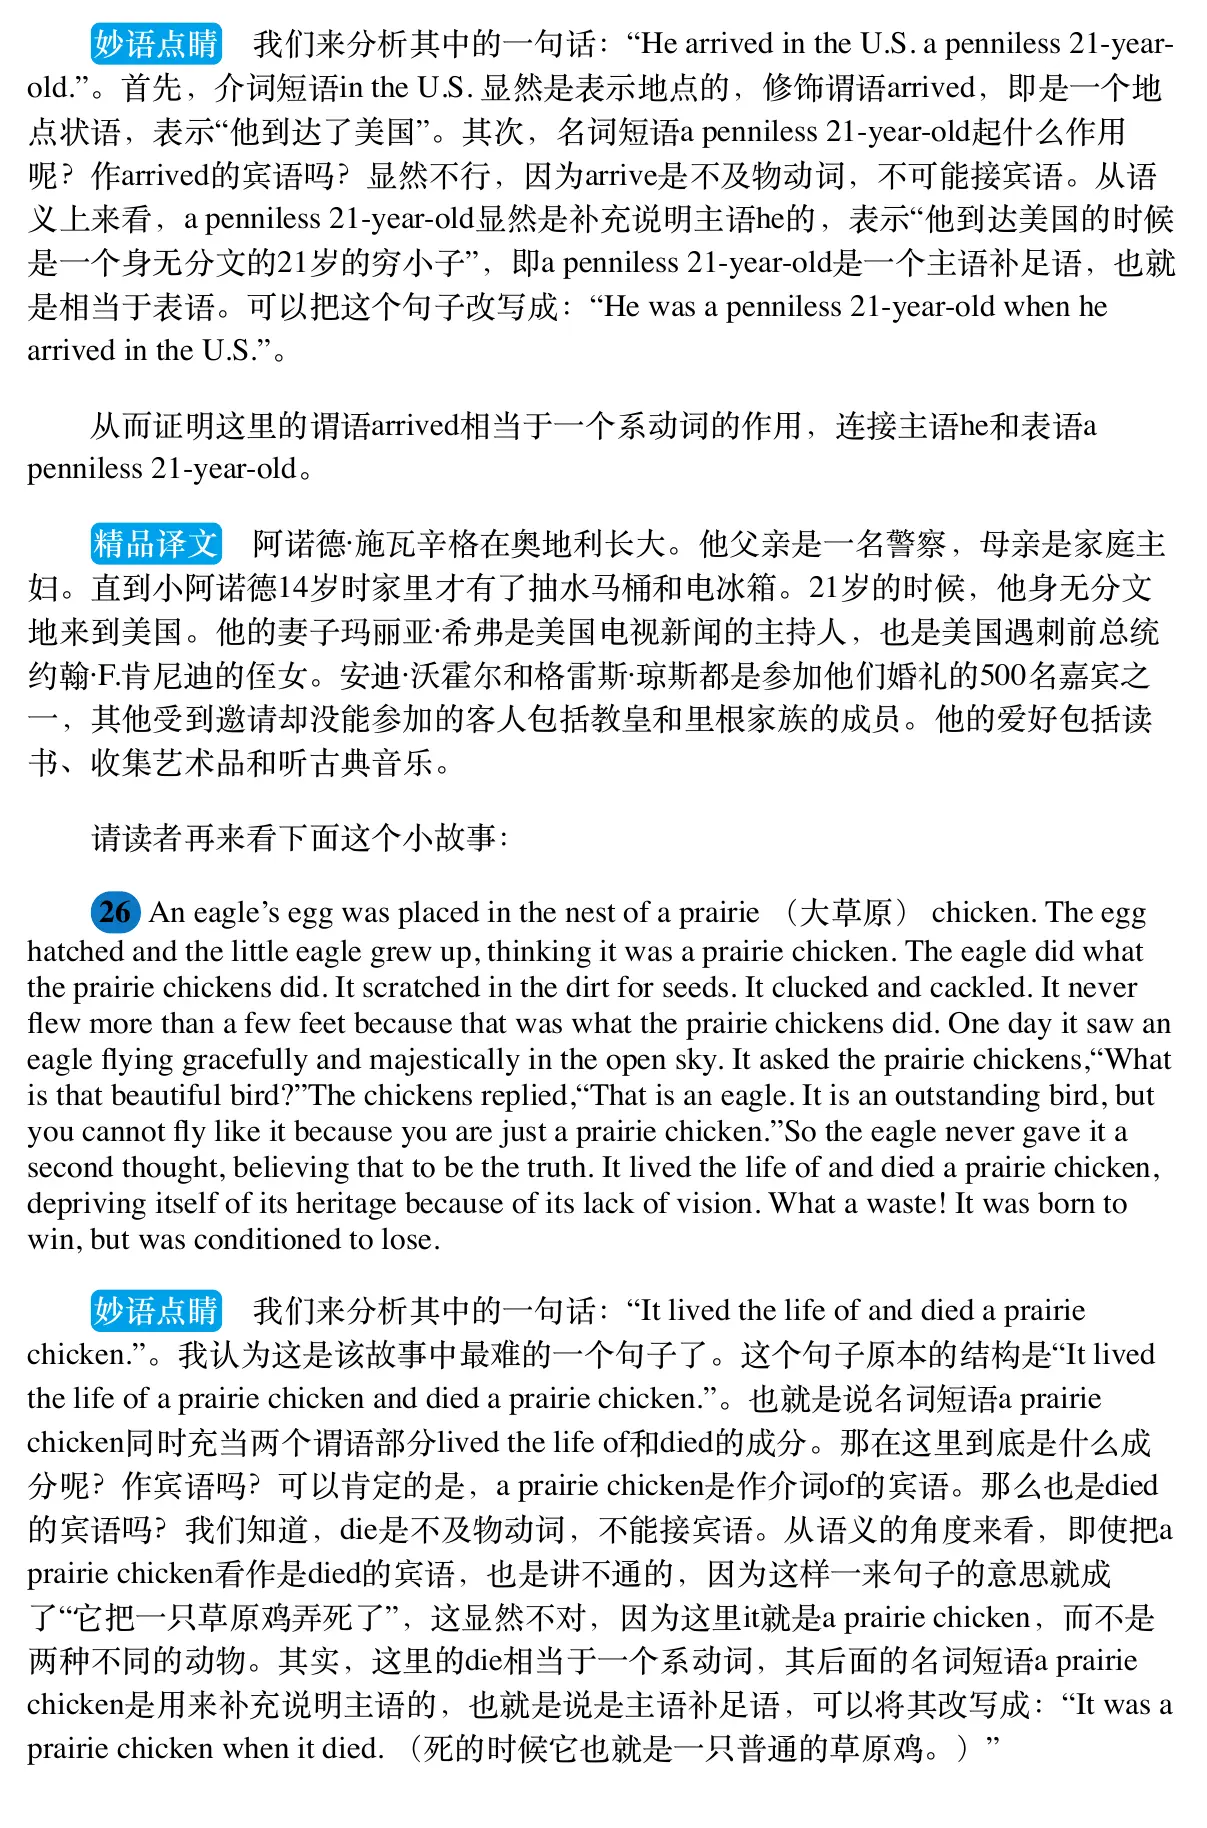 妙语点睛 我们来分析其中的一句话：“He arrived in the U.S. a penniless 21-year-
old.”。首先，介词短语in the U.S. 显然是表示地点的，修饰谓语arrived，即是一个地
点状语，表示“他到达了美国”。其次，名词短语a penniless 21-year-old起什么作用
呢？作arrived的宾语吗？显然不行，因为arrive是不及物动词，不可能接宾语。从语
义上来看，a penniless 21-year-old显然是补充说明主语he的，表示“他到达美国的时候
是一个身无分文的21岁的穷小子”，即a penniless 21-year-old是一个主语补足语，也就
是相当于表语。可以把这个句子改写成：“He was a penniless 21-year-old when he
arrived in the U.S.”。
从而证明这里的谓语arrived相当于一个系动词的作用，连接主语he和表语a
penniless 21-year-old。
精品译文 阿诺德·施瓦辛格在奥地利长大。他父亲是一名警察，母亲是家庭主
妇。直到小阿诺德14岁时家里才有了抽水马桶和电冰箱。21岁的时候，他身无分文
地来到美国。他的妻子玛丽亚·希弗是美国电视新闻的主持人，也是美国遇刺前总统
约翰·F.肯尼迪的侄女。安迪·沃霍尔和格雷斯·琼斯都是参加他们婚礼的500名嘉宾之
一，其他受到邀请却没能参加的客人包括教皇和里根家族的成员。他的爱好包括读
书、收集艺术品和听古典音乐。
请读者再来看下面这个小故事：
26 An eagle’s egg was placed in the nest of a prairie （大草原） chicken. The egg
hatched and the little eagle grew up, thinking it was a prairie chicken. The eagle did what
the prairie chickens did. It scratched in the dirt for seeds. It clucked and cackled. It never
flew more than a few feet because that was what the prairie chickens did. One day it saw an
eagle flying gracefully and majestically in the open sky. It asked the prairie chickens,“What
is that beautiful bird?”The chickens replied,“That is an eagle. It is an outstanding bird, but
you cannot fly like it because you are just a prairie chicken.”So the eagle never gave it a
second thought, believing that to be the truth. It lived the life of and died a prairie chicken,
depriving itself of its heritage because of its lack of vision. What a waste! It was born to
win, but was conditioned to lose.
妙语点睛 我们来分析其中的一句话：“It lived the life of and died a prairie
chicken.”。我认为这是该故事中最难的一个句子了。这个句子原本的结构是“It lived
the life of a prairie chicken and died a prairie chicken.”。也就是说名词短语a prairie
chicken同时充当两个谓语部分lived the life of和died的成分。那在这里到底是什么成
分呢？作宾语吗？可以肯定的是，a prairie chicken是作介词of的宾语。那么也是died
的宾语吗？我们知道，die是不及物动词，不能接宾语。从语义的角度来看，即使把a
prairie chicken看作是died的宾语，也是讲不通的，因为这样一来句子的意思就成
了“它把一只草原鸡弄死了”，这显然不对，因为这里it就是a prairie chicken，而不是
两种不同的动物。其实，这里的die相当于一个系动词，其后面的名词短语a prairie
chicken是用来补充说明主语的，也就是说是主语补足语，可以将其改写成：“It was a
prairie chicken when it died. （死的时候它也就是一只普通的草原鸡。）”